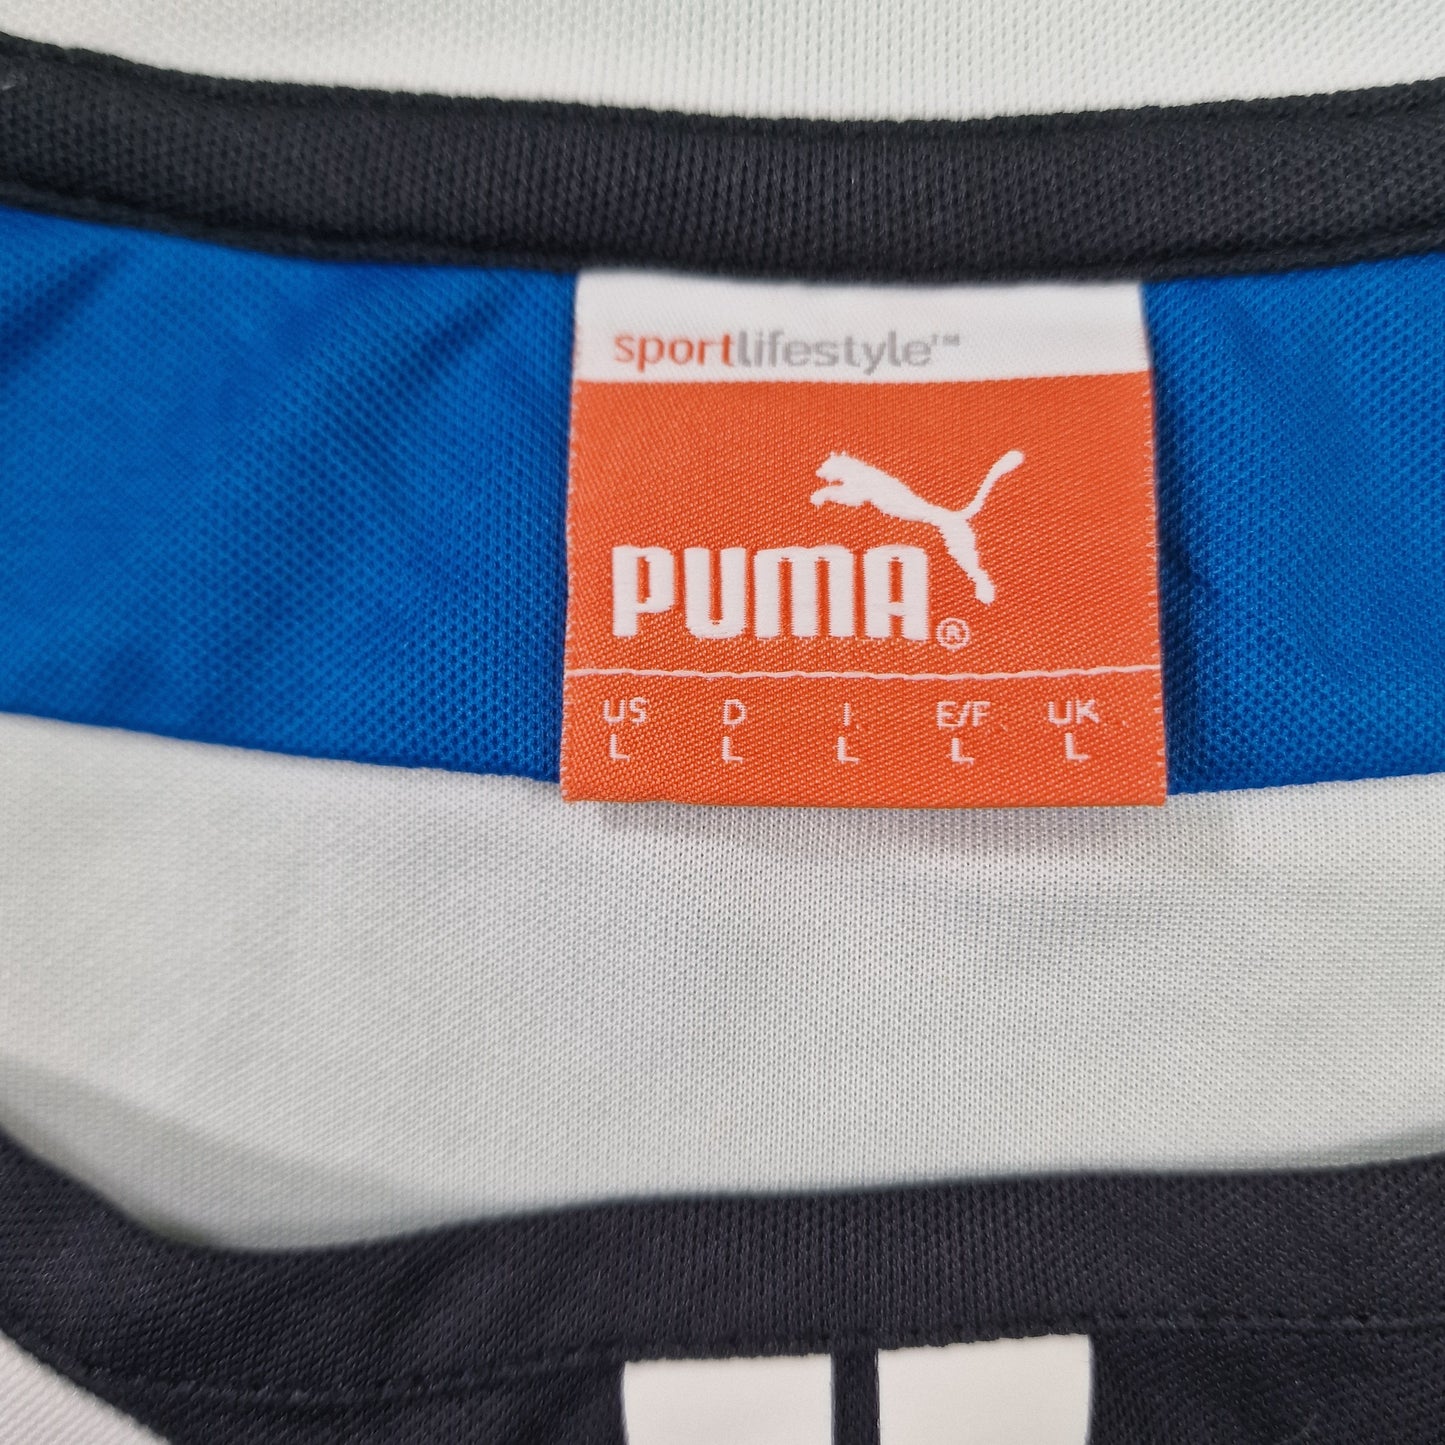 sportlifestyle™
PUMA®
US D I E/F UK
L L L L L